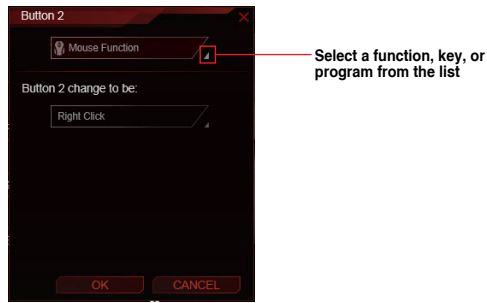 Button 2
Mouse Function
Select a function, key, or
program from the list
Button 2 change to be:
Right Click
OK
CANCEL